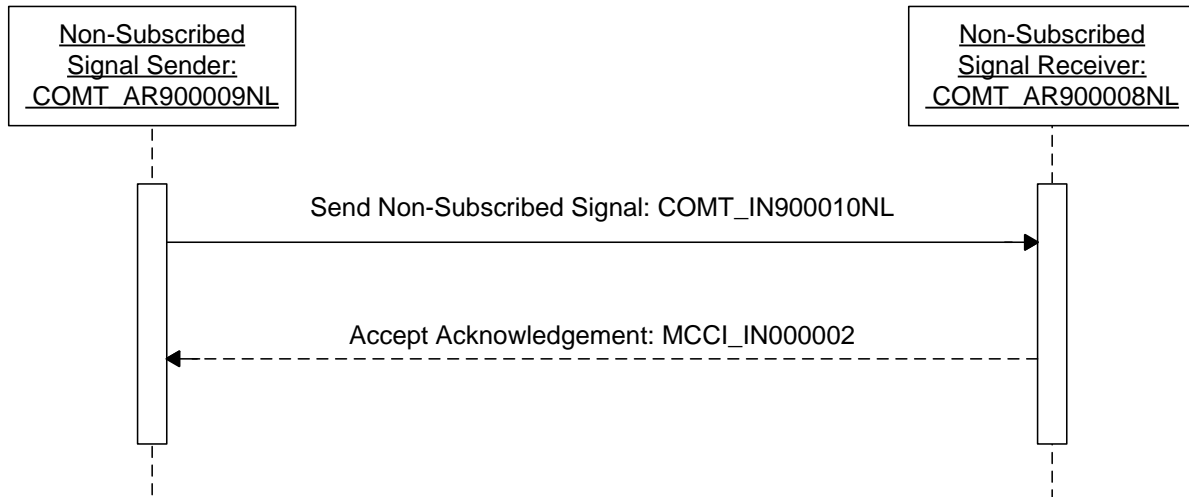 Non-Subscribed
Signal Sender:
COMT_AR900009NL
Non-Subscribed
Signal Receiver:
COMT_AR900008NL
Send Non-Subscribed Signal: COMT_IN900010NL
Accept Acknowledgement: MCCI_IN000002